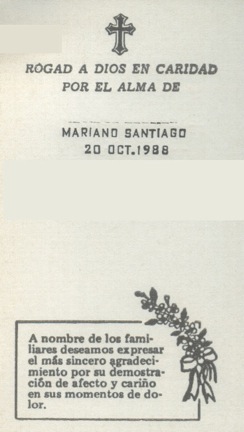 ROGAD A DIOS EN CARIDAD
POR EL ALMA DE
MARIANO SANTIAGO
20 OCT.1988
A nombre de los fami-
liares deseamos expresar
el más sincero agradeci-
miento por su demostra-
ción de afecto y cariño
en sus momentos de do-
lor.